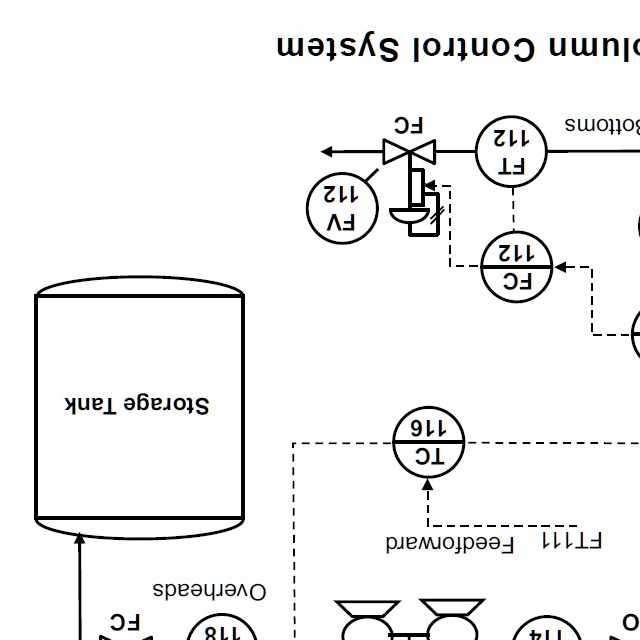 114
118
FC
Overheads
FT111 Feedforward
TC
116
Storage Tank
FC
112
FV
112
FT
112
Bottoms
FC
olumn Control System